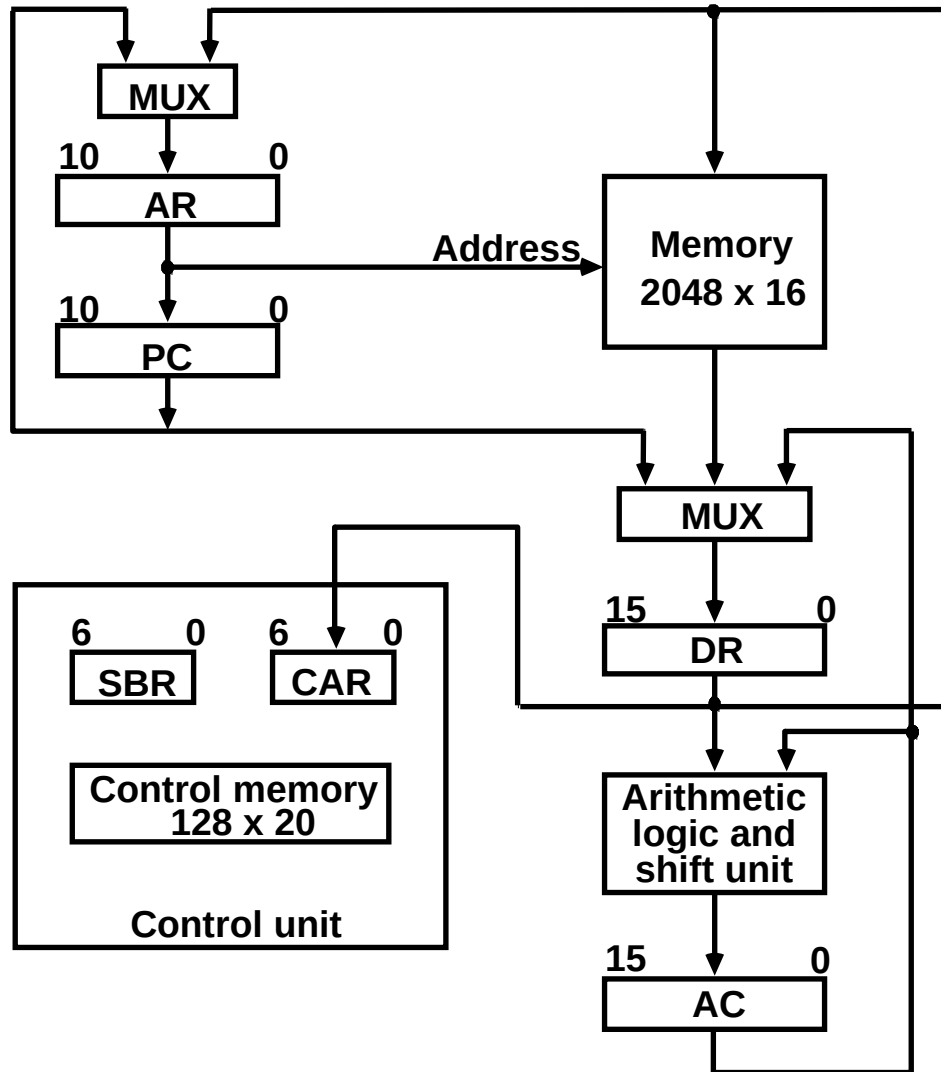 MUX
10 0
AR
Address
Memory
2048 x 16
10 0
PC
MUX
15 0
DR
6 0 6 0
SBR CAR
Control memory
128 x 20
Control unit
Arithmetic
logic and
shift unit
15 0
AC